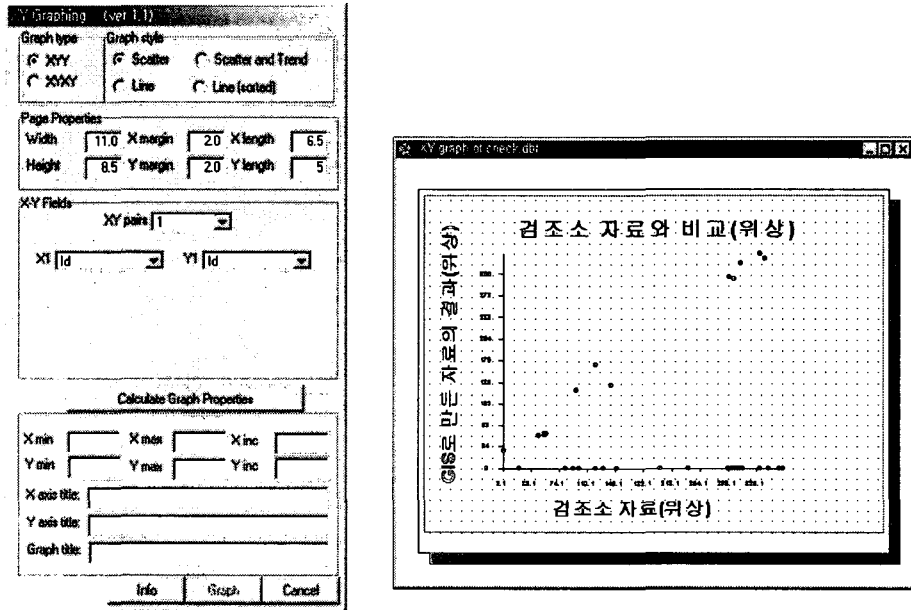 Y Graphing (ver 1.1)
Graph type
XYY
XYXY
Graph style
Scatter
Scatter and Trend
Line
Line (sorted)
Page Properties
Width 11.0 X margin 2.0 X length 6.5
Height 8.5 Y margin 2.0 Y length 5
X-Y Fields
XY pairs 1
X1 Id Y1 Id
Calculate Graph Properties
X min X max X inc
Y min Y max Y inc
X axis title:
Y axis title:
Graph title:
Info Graph Cancel
XY graph of check.dbf
검조소 자료와 비교(위상)
GIS로 만든 자료의 결과(위상)
검조소 자료(위상)